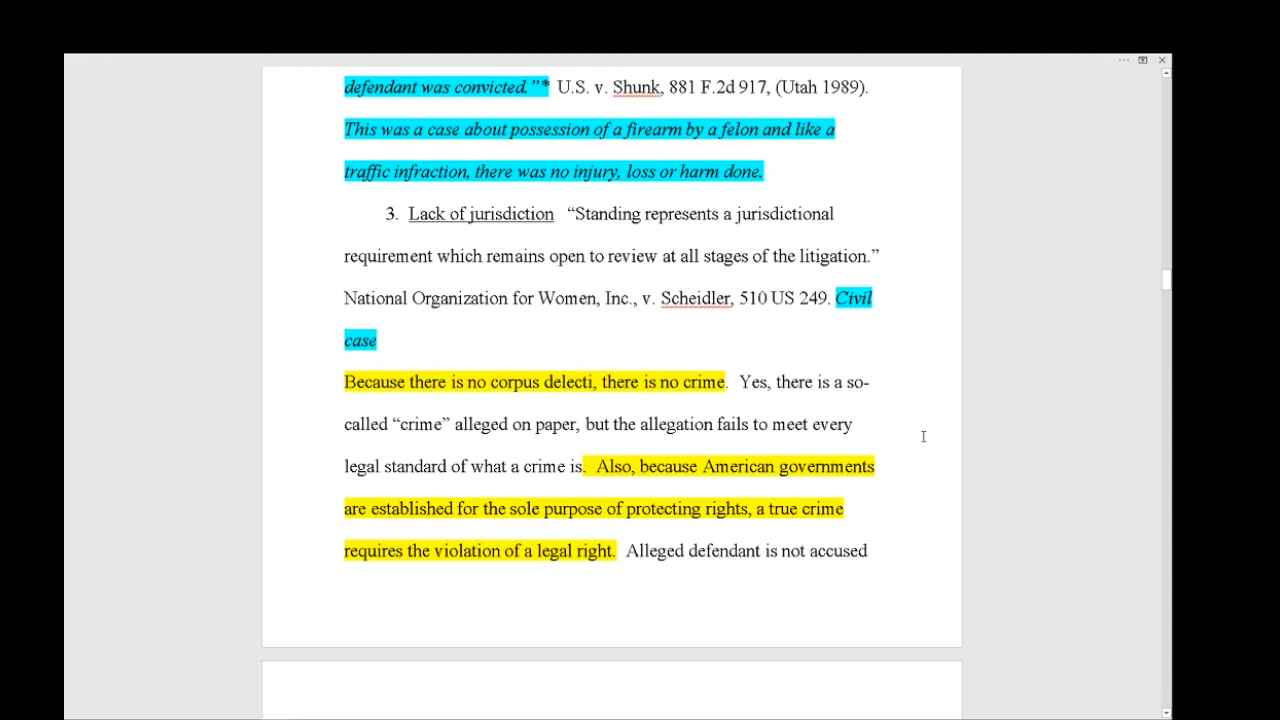 defendant was convicted.”* U.S. v. Shunk, 881 F.2d 917, (Utah 1989).
This was a case about possession of a firearm by a felon and like a
traffic infraction, there was no injury, loss or harm done.
3. Lack of jurisdiction “Standing represents a jurisdictional
requirement which remains open to review at all stages of the litigation.”
National Organization for Women, Inc., v. Scheidler, 510 US 249. Civil
case
Because there is no corpus delecti, there is no crime. Yes, there is a so-
called “crime” alleged on paper, but the allegation fails to meet every
legal standard of what a crime is. Also, because American governments
are established for the sole purpose of protecting rights, a true crime
requires the violation of a legal right. Alleged defendant is not accused